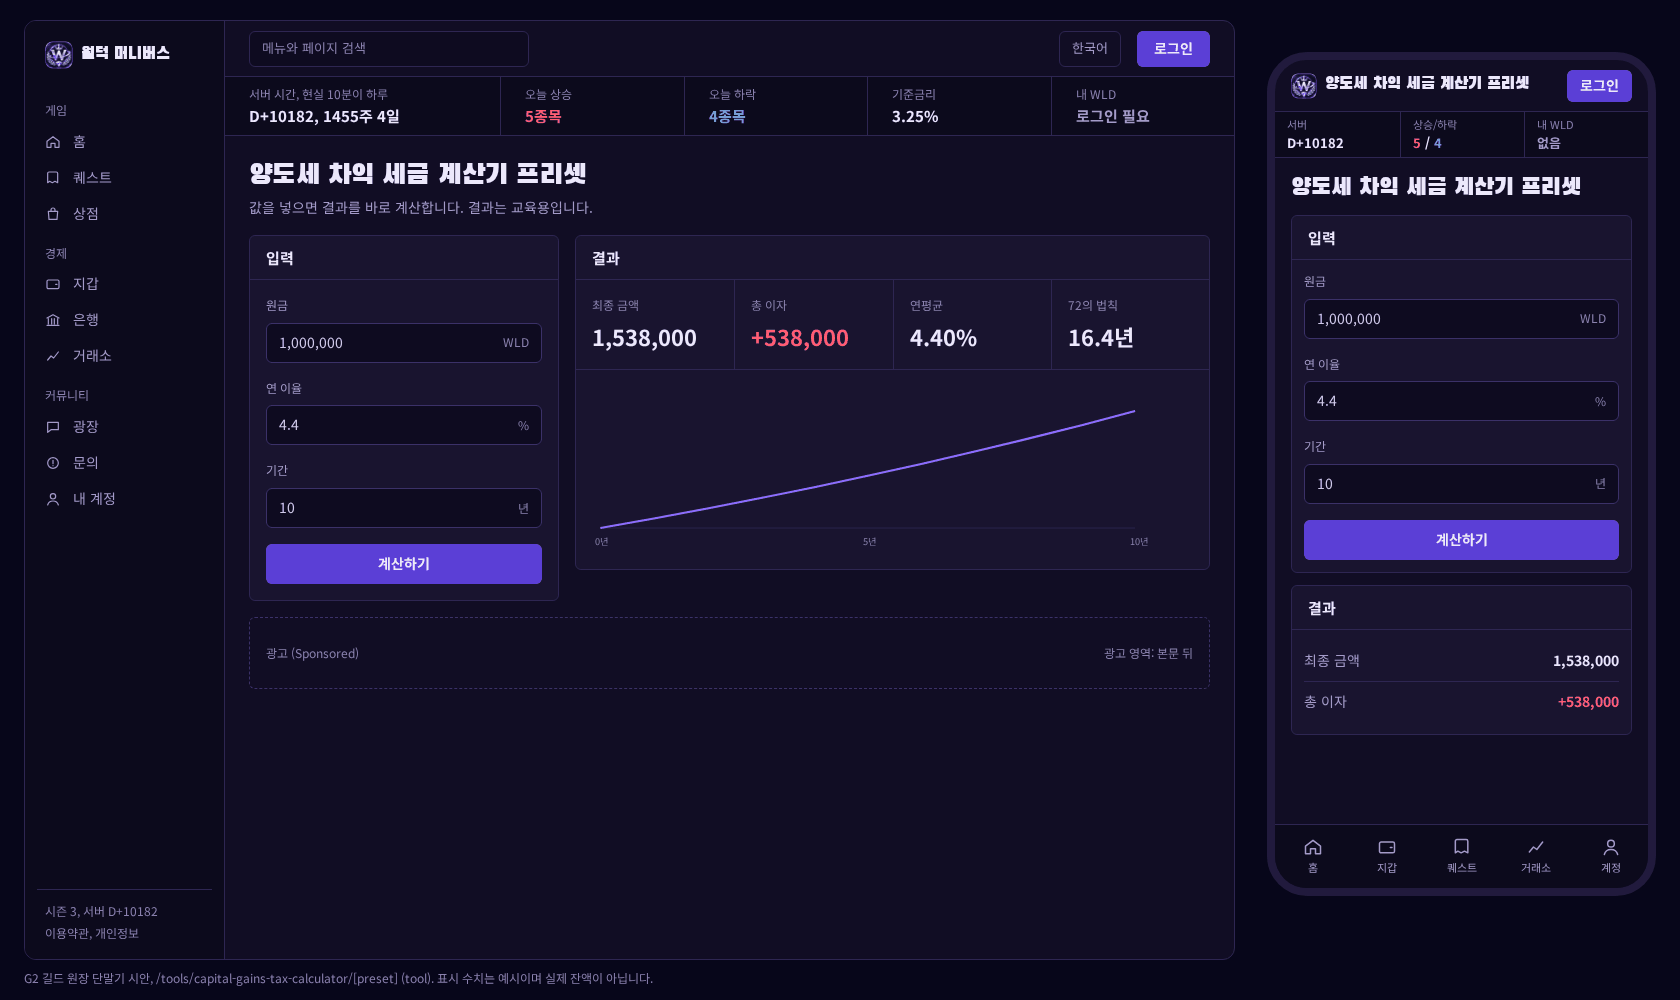 월덕 머니버스
게임
홈
퀘스트
상점
경제
지갑
은행
거래소
커뮤니티
광장
문의
내 계정
시즌 3, 서버 D+10182
이용약관, 개인정보
메뉴와 페이지 검색
한국어
로그인
서버 시간, 현실 10분이 하루
D+10182, 1455주 4일
오늘 상승
5종목
오늘 하락
4종목
기준금리
3.25%
내 WLD
로그인 필요
양도세 차익 세금 계산기 프리셋
값을 넣으면 결과를 바로 계산합니다. 결과는 교육용입니다.
입력
원금
1,000,000 WLD
연 이율
4.4 %
기간
10 년
계산하기
결과
최종 금액
1,538,000
총 이자
+538,000
연평균
4.40%
72의 법칙
16.4년
0년 5년 10년
광고 (Sponsored) 광고 영역: 본문 뒤
양도세 차익 세금 계산기 프리셋
로그인
서버
D+10182
상승/하락
5 / 4
내 WLD
없음
양도세 차익 세금 계산기 프리셋
입력
원금
1,000,000 WLD
연 이율
4.4 %
기간
10 년
계산하기
결과
최종 금액 1,538,000
총 이자 +538,000
홈 지갑 퀘스트 거래소 계정
G2 길드 원장 단말기 시안, /tools/capital-gains-tax-calculator/[preset] (tool). 표시 수치는 예시이며 실제 잔액이 아닙니다.